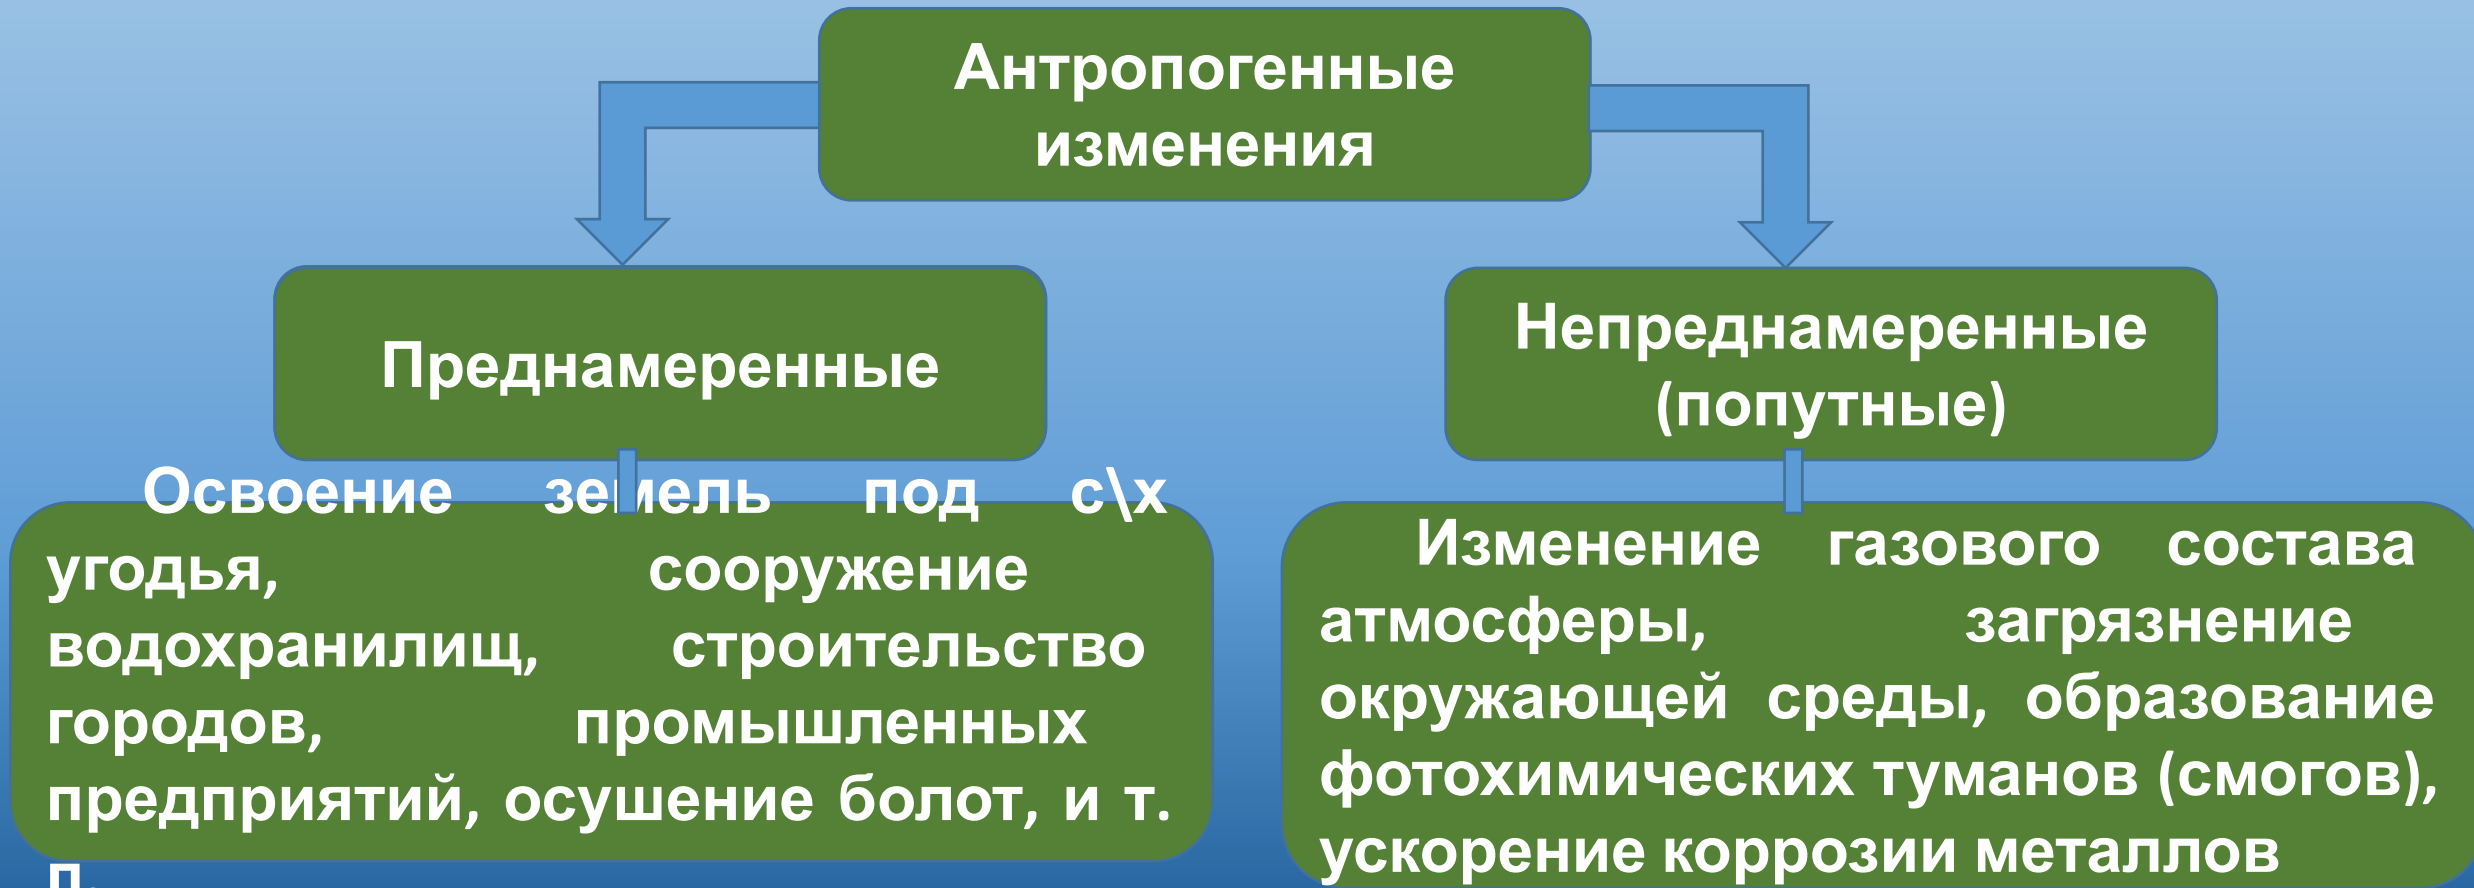 Антропогенные
изменения
Преднамеренные
Непреднамеренные
(попутные)
Освоение земель под с\х
угодья, сооружение
водохранилищ, строительство
городов, промышленных
предприятий, осушение болот, и т.
п.
Изменение газового состава
атмосферы, загрязнение
окружающей среды, образование
фотохимических туманов (смогов),
ускорение коррозии металлов